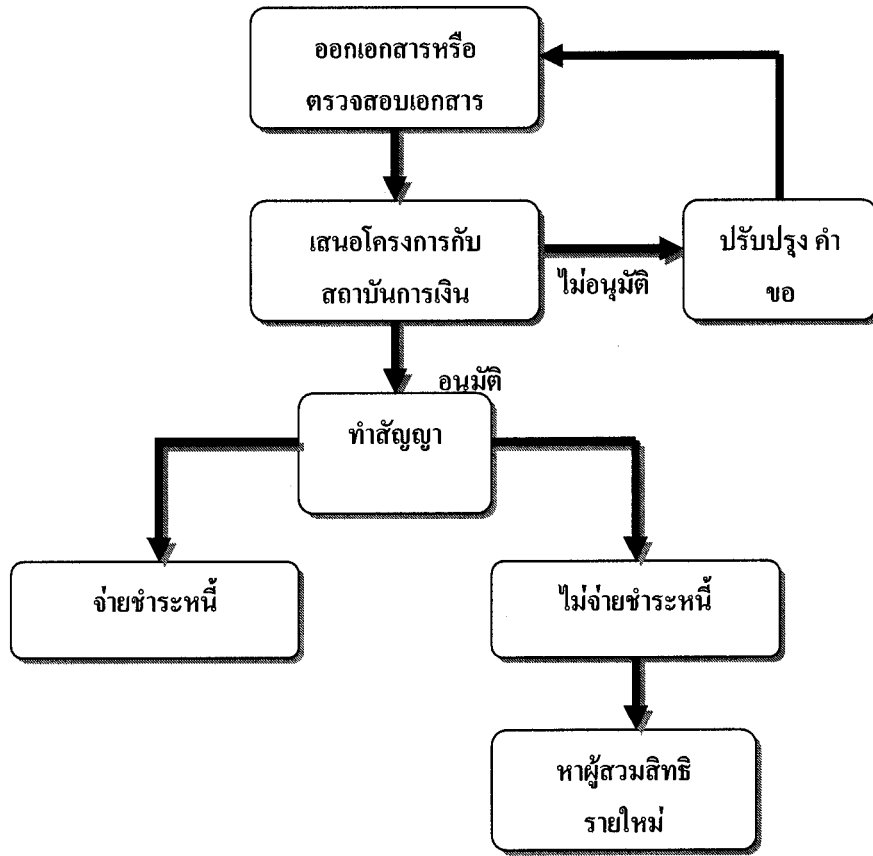 ออกเอกสารหรือ
ตรวจสอบเอกสาร
เสนอโครงการกับ
สถาบันการเงิน
ไม่อนุมัติ
ปรับปรุง คำ
ขอ
อนุมัติ
ทำสัญญา
จ่ายชำระหนี้
ไม่จ่ายชำระหนี้
หาผู้สวมสิทธิ
รายใหม่